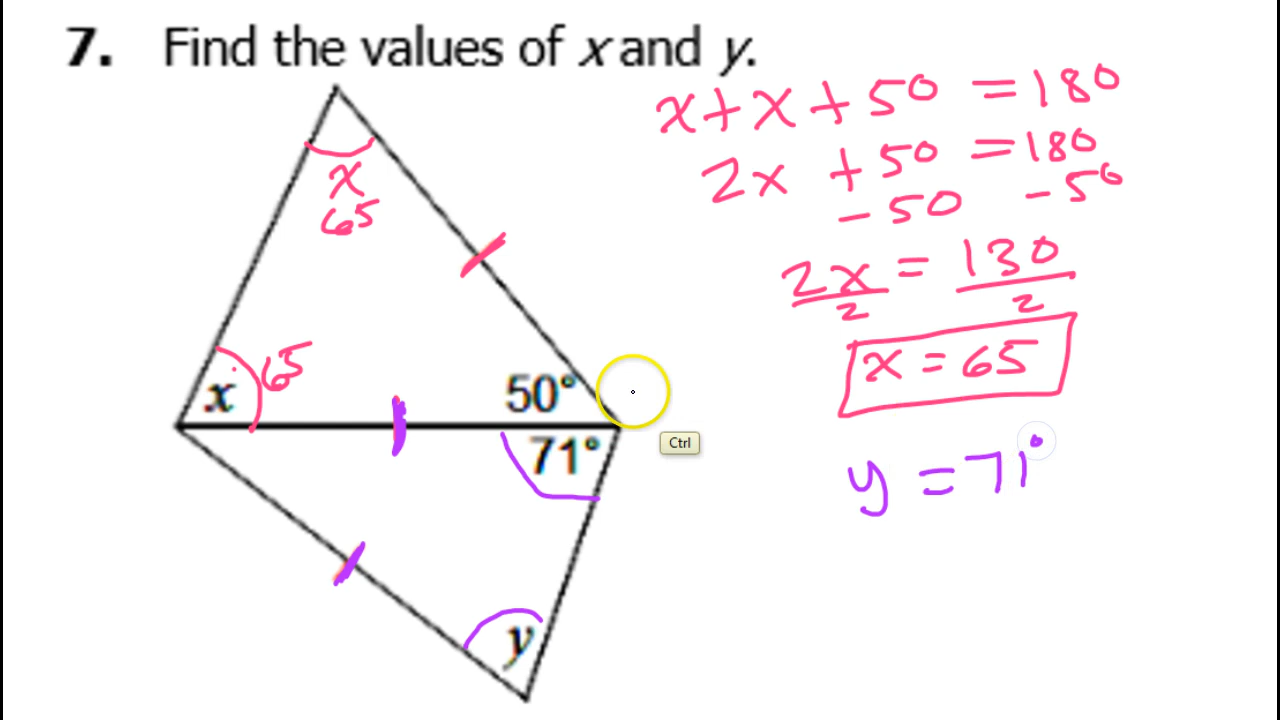 7. Find the values of x and y.
x + x + 50 = 180
2x + 50 = 180
- 50 - 50
2x = 130
2 2
x = 65
y = 71°
x
65
x 65
50°
71°
Ctrl
y